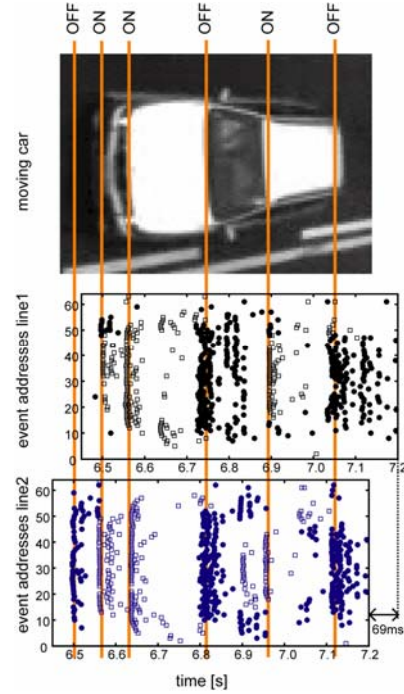 OFF ON ON OFF ON OFF
moving car
event addresses line1
60
50
40
30
20
10
0
6.5 6.6 6.7 6.8 6.9 7.0 7.1 7.2
event addresses line2
60
50
40
30
20
10
0
6.5 6.6 6.7 6.8 6.9 7.0 7.1 7.2
69ms
time [s]